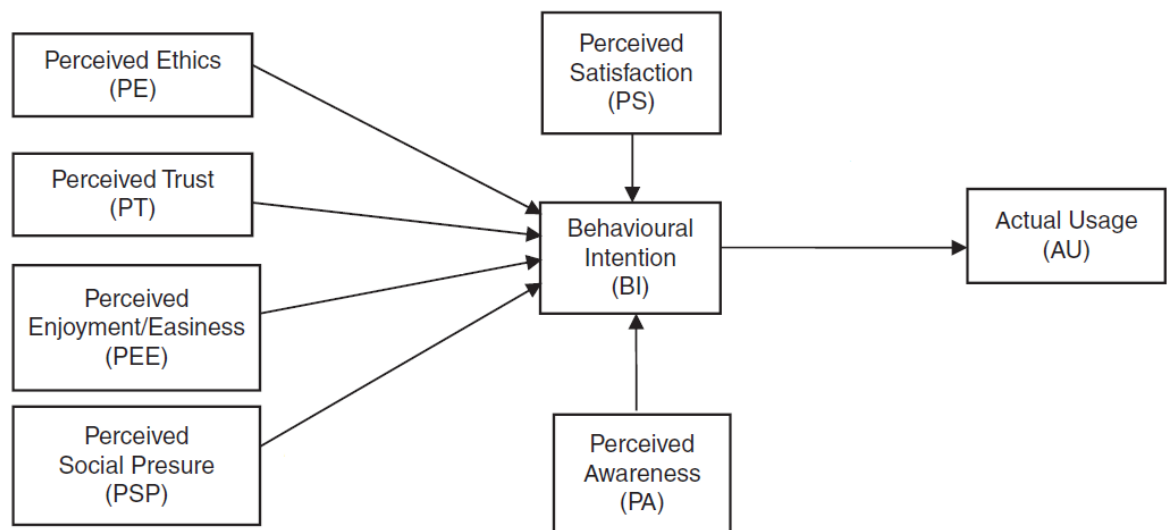 Perceived Ethics
(PE)
Perceived Trust
(PT)
Perceived
Enjoyment/Easiness
(PEE)
Perceived
Social Presure
(PSP)
Perceived
Satisfaction
(PS)
Behavioural
Intention
(BI)
Perceived
Awareness
(PA)
Actual Usage
(AU)